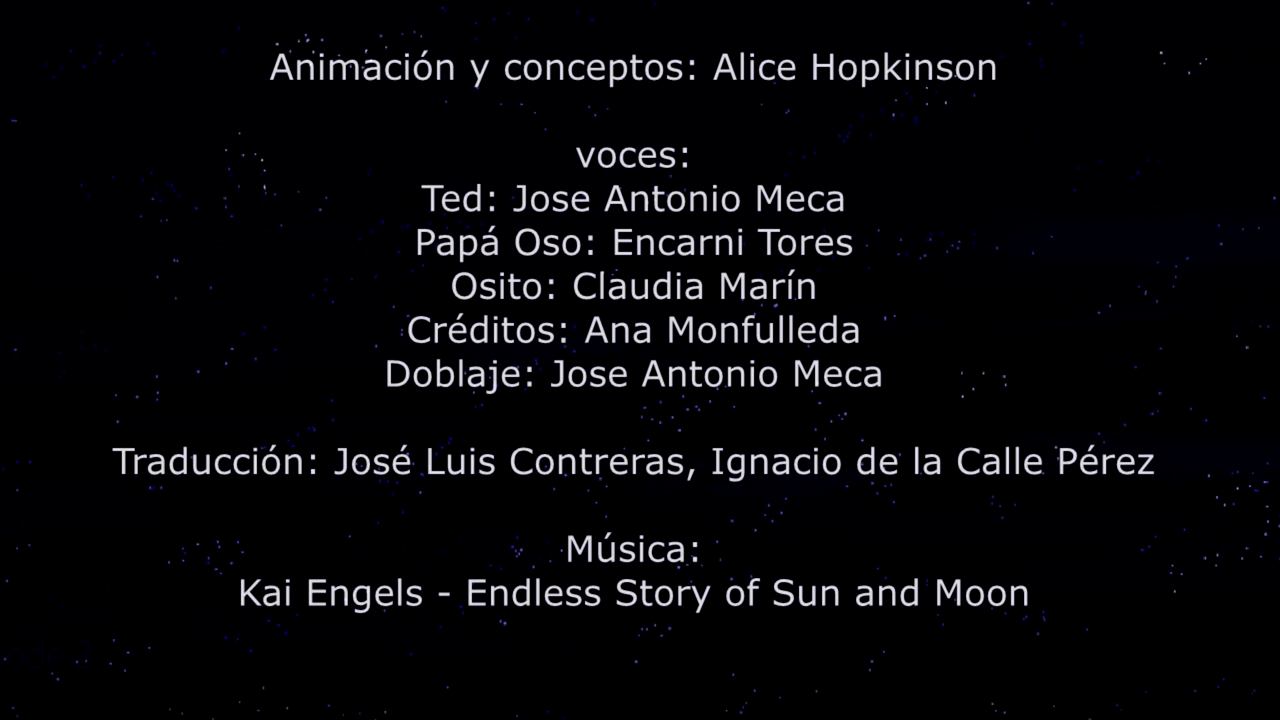 Animación y conceptos: Alice Hopkinson
voces:
Ted: Jose Antonio Meca
Papá Oso: Encarni Tores
Osito: Claudia Marín
Créditos: Ana Monfulleda
Doblaje: Jose Antonio Meca
Traducción: José Luis Contreras, Ignacio de la Calle Pérez
Música:
Kai Engels - Endless Story of Sun and Moon